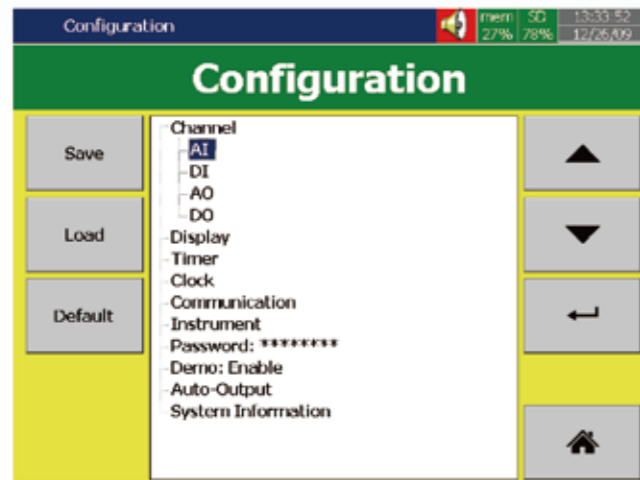 Configuration
mem SD 13:33:52
27% 78% 12/26/09
Configuration
Save
Load
Default
Channel
AI
DI
AO
DO
Display
Timer
Clock
Communication
Instrument
Password: ********
Demo: Enable
Auto-Output
System Information